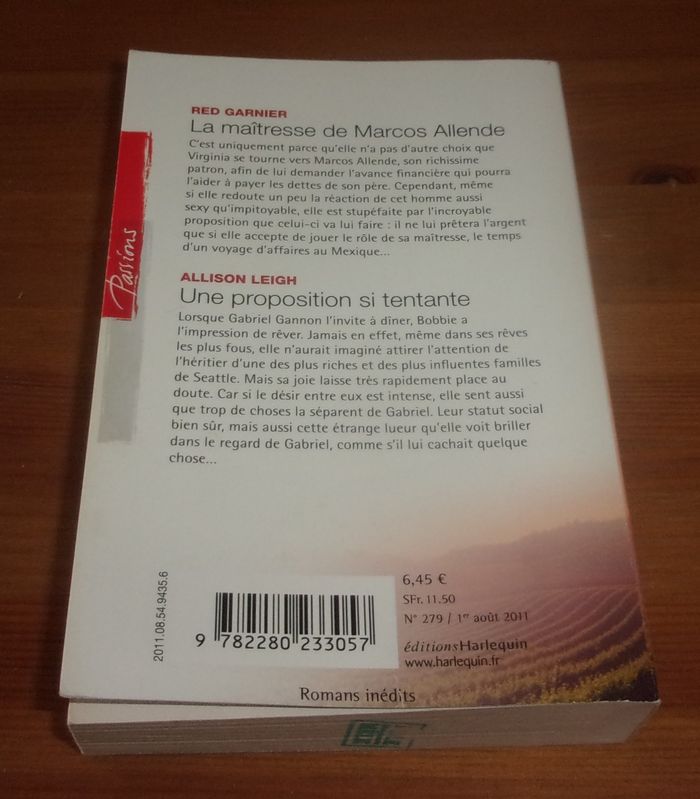 RED GARNIER
La maîtresse de Marcos Allende
C'est uniquement parce qu'elle n'a pas d'autre choix que
Virginia se tourne vers Marcos Allende, son richissime
patron, afin de lui demander l'avance financière qui pourra
l'aider à payer les dettes de son père. Cependant, même
si elle redoute un peu la réaction de cet homme aussi
sexy qu'impitoyable, elle est stupéfaite par l'incroyable
proposition que celui-ci va lui faire : il ne lui prêtera l'argent
que si elle accepte de jouer le rôle de sa maîtresse, le temps
d'un voyage d'affaires au Mexique...
Passions
ALLISON LEIGH
Une proposition si tentante
Lorsque Gabriel Gannon l'invite à dîner, Bobbie a
l'impression de rêver. Jamais en effet, même dans ses rêves
les plus fous, elle n'aurait imaginé attirer l'attention de
l'héritier d'une des plus riches et des plus influentes familles
de Seattle. Mais sa joie laisse très rapidement place au
doute. Car si le désir entre eux est intense, elle sent aussi
que trop de choses la séparent de Gabriel. Leur statut social
bien sûr, mais aussi cette étrange lueur qu'elle voit briller
dans le regard de Gabriel, comme s'il lui cachait quelque
chose...
2011.08.54.9435.6
9 782280 233057
6,45 €
SFr. 11.50
N° 279 / 1er août 2011
éditionsHarlequin
www.harlequin.fr
Romans inédits